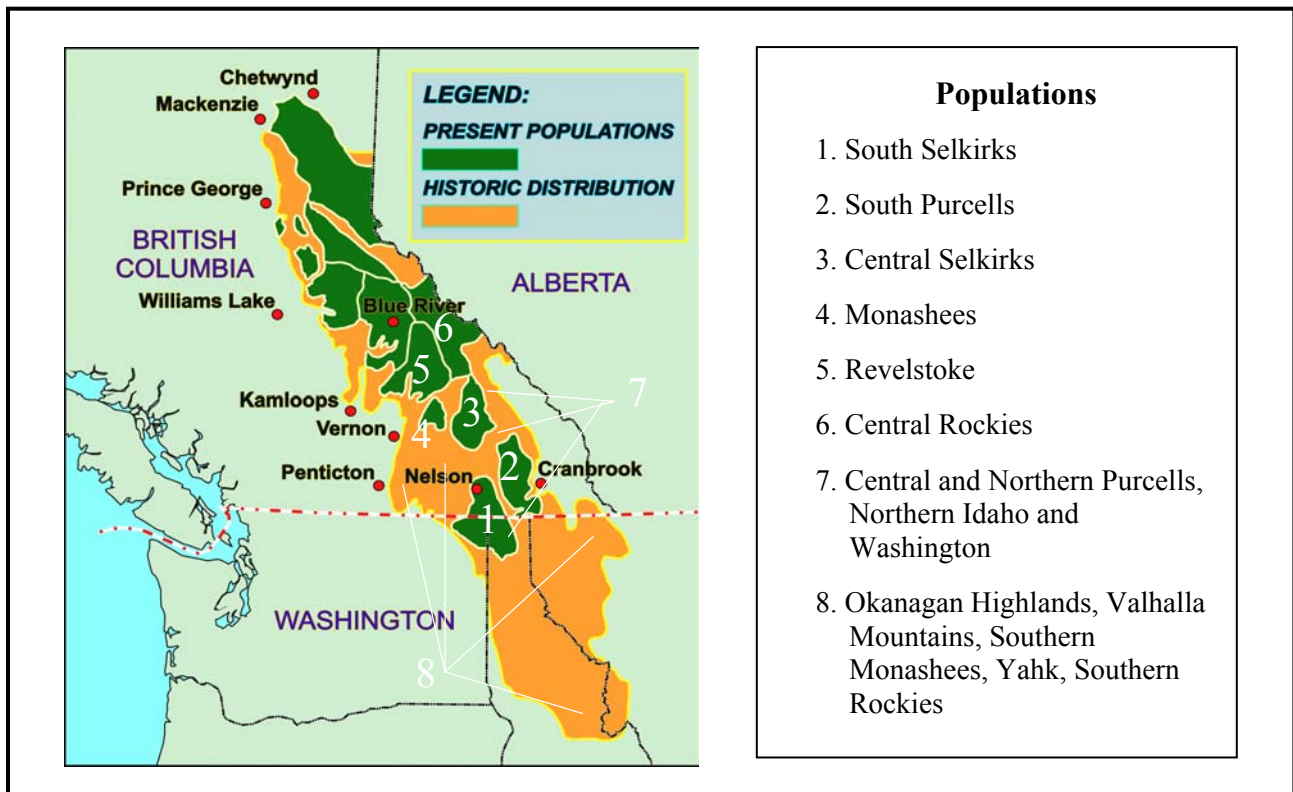 Chetwynd
Mackenzie
Prince George
BRITISH
COLUMBIA
Williams Lake
Blue River
ALBERTA
Kamloops
Vernon
Penticton
Nelson
Cranbrook
WASHINGTON
6
5
7
3
4
2
1
8
LEGEND:
PRESENT POPULATIONS
HISTORIC DISTRIBUTION
Populations
1. South Selkirks
2. South Purcells
3. Central Selkirks
4. Monashees
5. Revelstoke
6. Central Rockies
7. Central and Northern Purcells,
Northern Idaho and
Washington
8. Okanagan Highlands, Valhalla
Mountains, Southern
Monashees, Yahk, Southern
Rockies